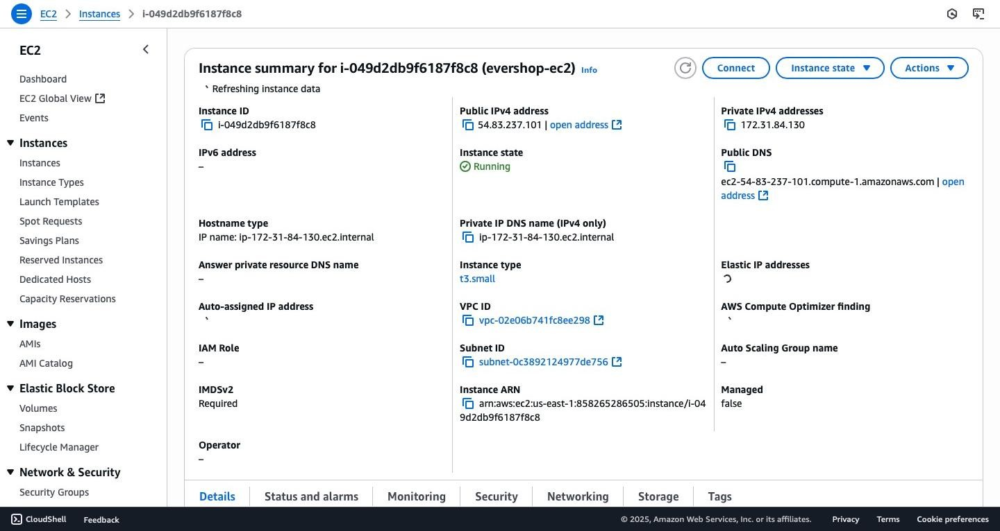 EC2 Instances i-049d2db9f6187f8c8
EC2
Dashboard
EC2 Global View
Events
Instances
Instances
Instance Types
Launch Templates
Spot Requests
Savings Plans
Reserved Instances
Dedicated Hosts
Capacity Reservations
Images
AMIs
AMI Catalog
Elastic Block Store
Volumes
Snapshots
Lifecycle Manager
Network & Security
Security Groups
Instance summary for i-049d2db9f6187f8c8 (evershop-ec2) Info
Connect
Instance state
Actions
Refreshing instance data
Instance ID
i-049d2db9f6187f8c8
Public IPv4 address
54.83.237.101 | open address
Private IPv4 addresses
172.31.84.130
IPv6 address
–
Instance state
Running
Public DNS
ec2-54-83-237-101.compute-1.amazonaws.com | open
address
Hostname type
IP name: ip-172-31-84-130.ec2.internal
Private IP DNS name (IPv4 only)
ip-172-31-84-130.ec2.internal
Answer private resource DNS name
–
Instance type
t3.small
Elastic IP addresses
Auto-assigned IP address
VPC ID
vpc-02e06b741fc8ee298
AWS Compute Optimizer finding
IAM Role
–
Subnet ID
subnet-0c3892124977de756
Auto Scaling Group name
–
IMDSv2
Required
Instance ARN
arn:aws:ec2:us-east-1:858265286505:instance/i-04
9d2db9f6187f8c8
Managed
false
Operator
–
Details
Status and alarms
Monitoring
Security
Networking
Storage
Tags
CloudShell
Feedback
© 2025, Amazon Web Services, Inc. or its affiliates.
Privacy
Terms
Cookie preferences